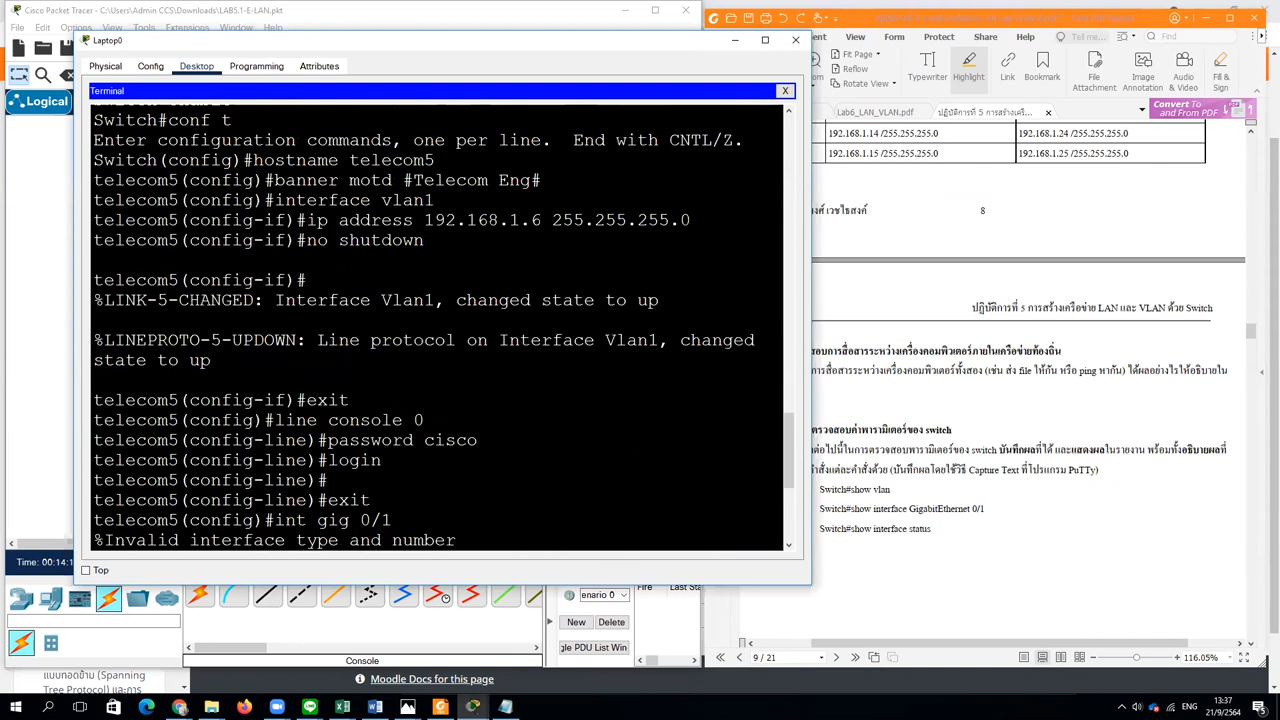 Cisco Packet Tracer - C:\Users\Admin CCS\Downloads\LAB5.1-E-LAN.pkt
File Edit Options View Tools Extensions Window Help
Logical
Laptop0
Physical Config Desktop Programming Attributes
Terminal
X
Switch#conf t
Enter configuration commands, one per line. End with CNTL/Z.
Switch(config)#hostname telecom5
telecom5(config)#banner motd #Telecom Eng#
telecom5(config)#interface vlan1
telecom5(config-if)#ip address 192.168.1.6 255.255.255.0
telecom5(config-if)#no shutdown
telecom5(config-if)#
%LINK-5-CHANGED: Interface Vlan1, changed state to up
%LINEPROTO-5-UPDOWN: Line protocol on Interface Vlan1, changed
state to up
telecom5(config-if)#exit
telecom5(config)#line console 0
telecom5(config-line)#password cisco
telecom5(config-line)#login
telecom5(config-line)#
telecom5(config-line)#exit
telecom5(config)#int gig 0/1
%Invalid interface type and number
Top
Time: 00:14:1
enario 0
New Delete
gle PDU List Win
Fire Last Sta
Console
Moodle Docs for this page
แบบทอดข้าม (Spanning
Tree Protocol) และการ
ument View Form Protect Share Help
Tell me...
Find
Fit Page
Reflow
Rotate View
Typewriter
Highlight
Link
Bookmark
File
Attachment
Image
Annotation
Audio
& Video
Fill &
Sign
Lab6_LAN_VLAN.pdf
ปฏิบัติการที่ 5 การสร้างเครื...
Convert To
and From PDF
192.168.1.14 /255.255.255.0 192.168.1.24 /255.255.255.0
192.168.1.15 /255.255.255.0 192.168.1.25 /255.255.255.0
งศ์ เวชไธสงค์ 8
ปฏิบัติการที่ 5 การสร้างเครือข่าย LAN และ VLAN ด้วย Switch
สอบการสื่อสารระหว่างเครื่องคอมพิวเตอร์ภายในเครือข่ายท้องถิ่น
การสื่อสารระหว่างเครื่องคอมพิวเตอร์ทั้งสอง (เช่น ส่ง file ให้กัน หรือ ping หากัน) ได้ผลอย่างไรให้อธิบายใน
ตรวจสอบค่าพารามิเตอร์ของ switch
ต่อไปนี้ในการตรวจสอบพารามิเตอร์ของ switch บันทึกผลที่ได้ และแสดงผลในรายงาน พร้อมทั้งอธิบายผลที่
ำสั่งแต่ละคำสั่งด้วย (บันทึกผลโดยใช้วิธี Capture Text ที่โปรแกรม PuTTy)
Switch#show vlan
Switch#show interface GigabitEthernet 0/1
Switch#show interface status
9 / 21
116.05%
ENG
13:37
21/9/2564